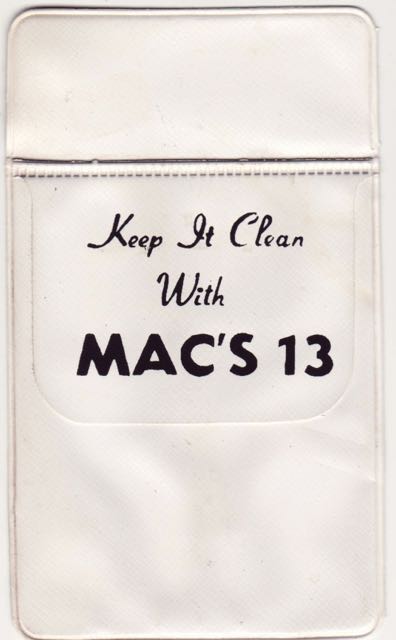 Keep It Clean
With
MAC'S 13